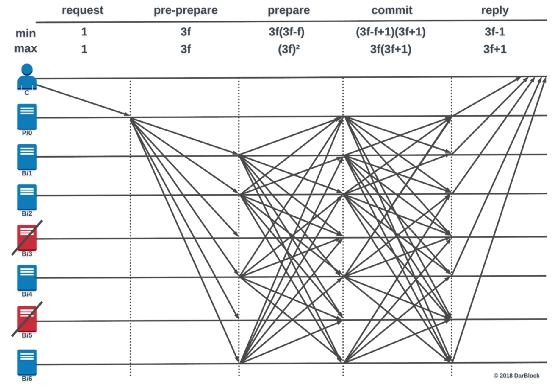 request pre-prepare prepare commit reply
min 1 3f 3f(3f-f) (3f-f+1)(3f+1) 3f-1
max 1 3f (3f)² 3f(3f+1) 3f+1
C
Pi0
Bi1
Bi2
Bi3
Bi4
Bi5
Bi6
© 2018 DarBlock